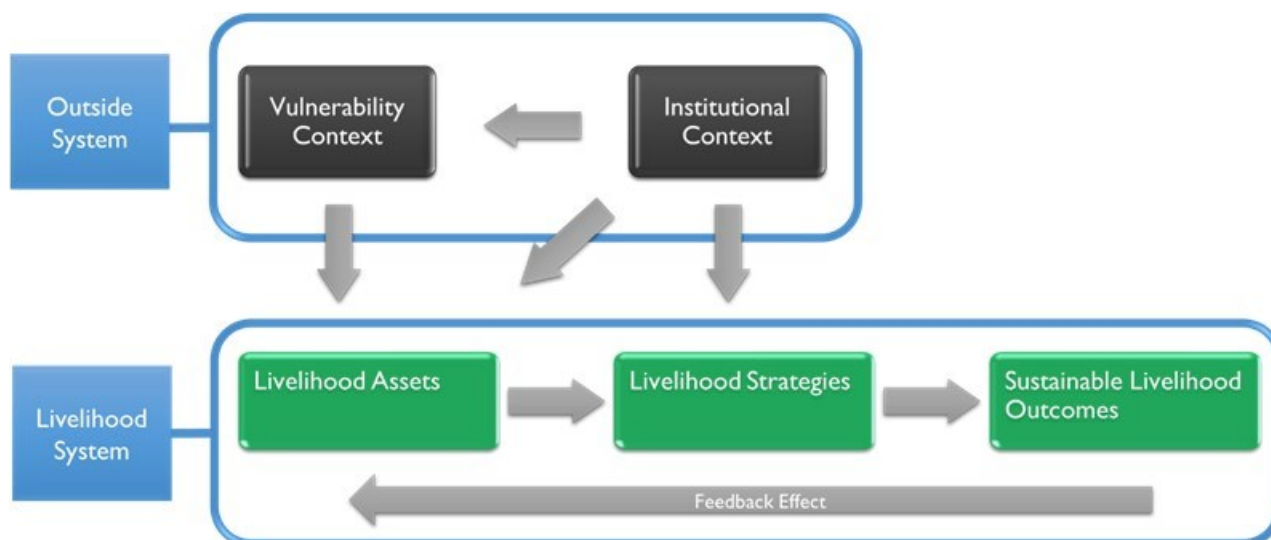 Outside
System
Vulnerability
Context
Institutional
Context
Livelihood
System
Livelihood Assets
Livelihood Strategies
Sustainable Livelihood
Outcomes
Feedback Effect